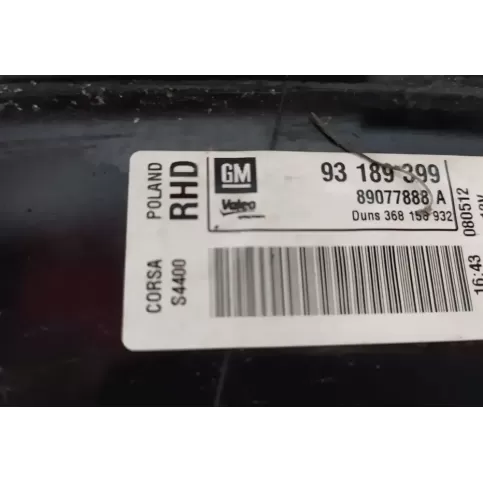 POLAND
RHD
CORSA
S4400
GM
Valeo
93 189 399
89077888 A
Duns 368 158 932
080512
16:43